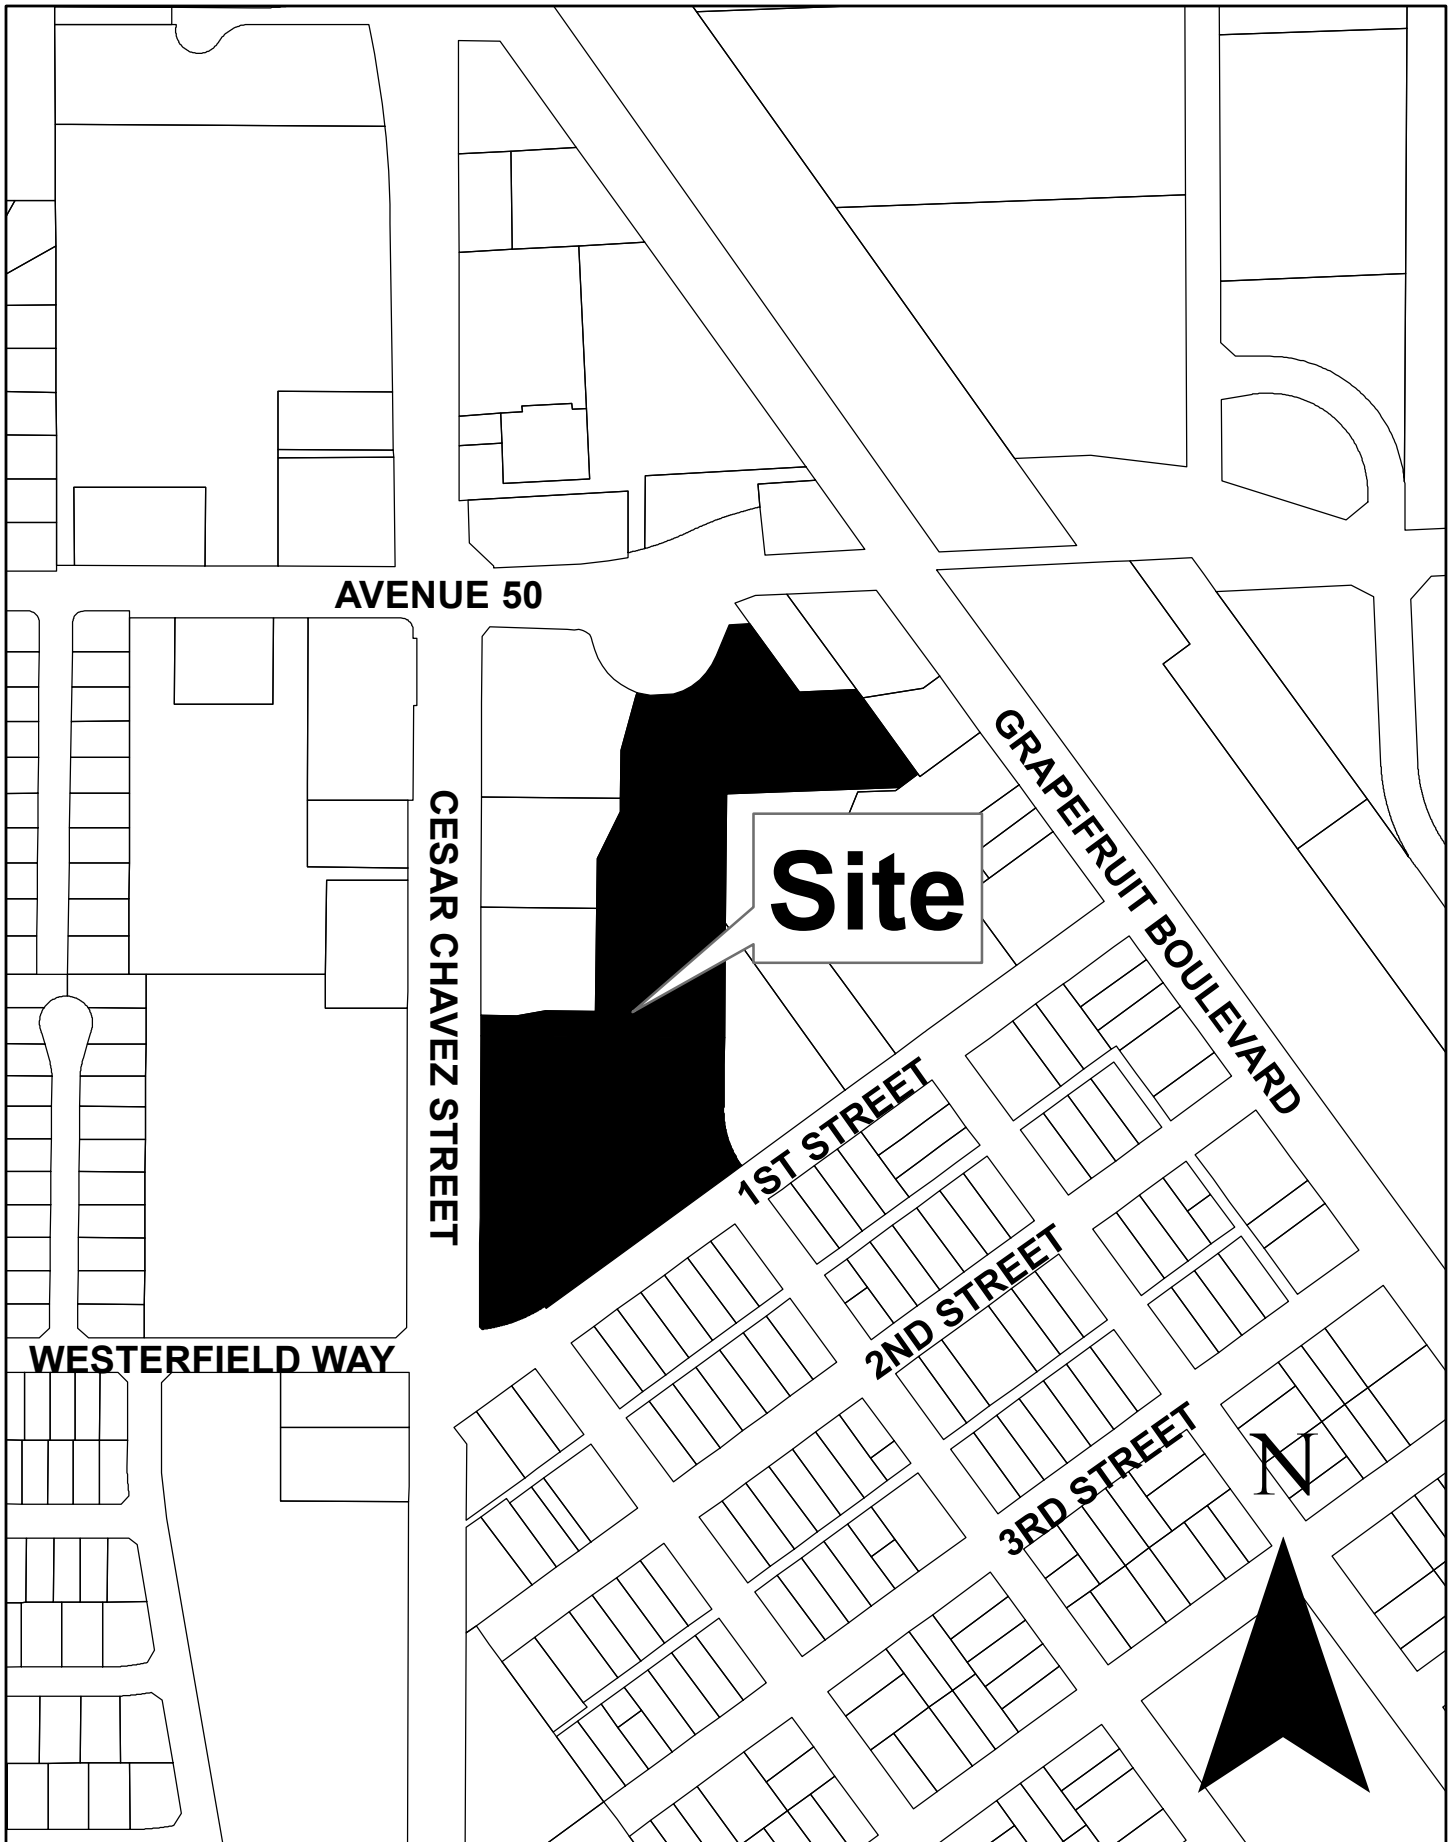 AVENUE 50
GRAPEFRUIT BOULEVARD
CESAR CHAVEZ STREET
Site
1ST STREET
2ND STREET
WESTERFIELD WAY
3RD STREET
N